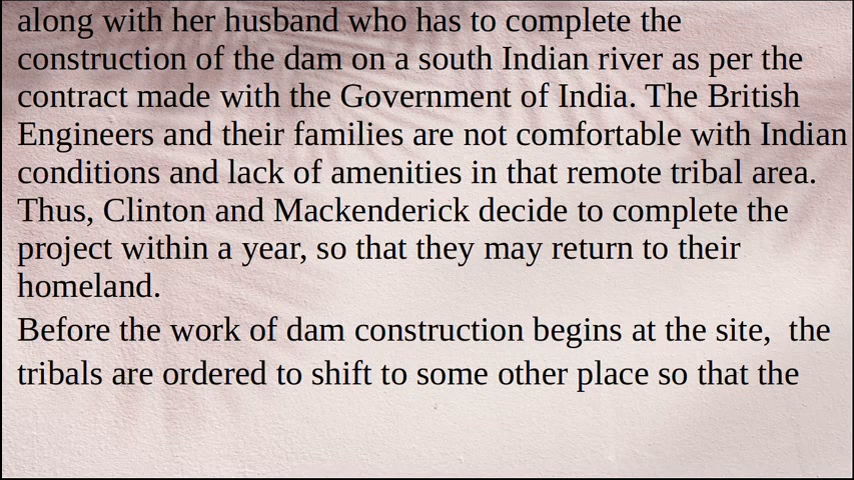 along with her husband who has to complete the
construction of the dam on a south Indian river as per the
contract made with the Government of India. The British
Engineers and their families are not comfortable with Indian
conditions and lack of amenities in that remote tribal area.
Thus, Clinton and Mackenderick decide to complete the
project within a year, so that they may return to their
homeland.
Before the work of dam construction begins at the site,  the
tribals are ordered to shift to some other place so that the